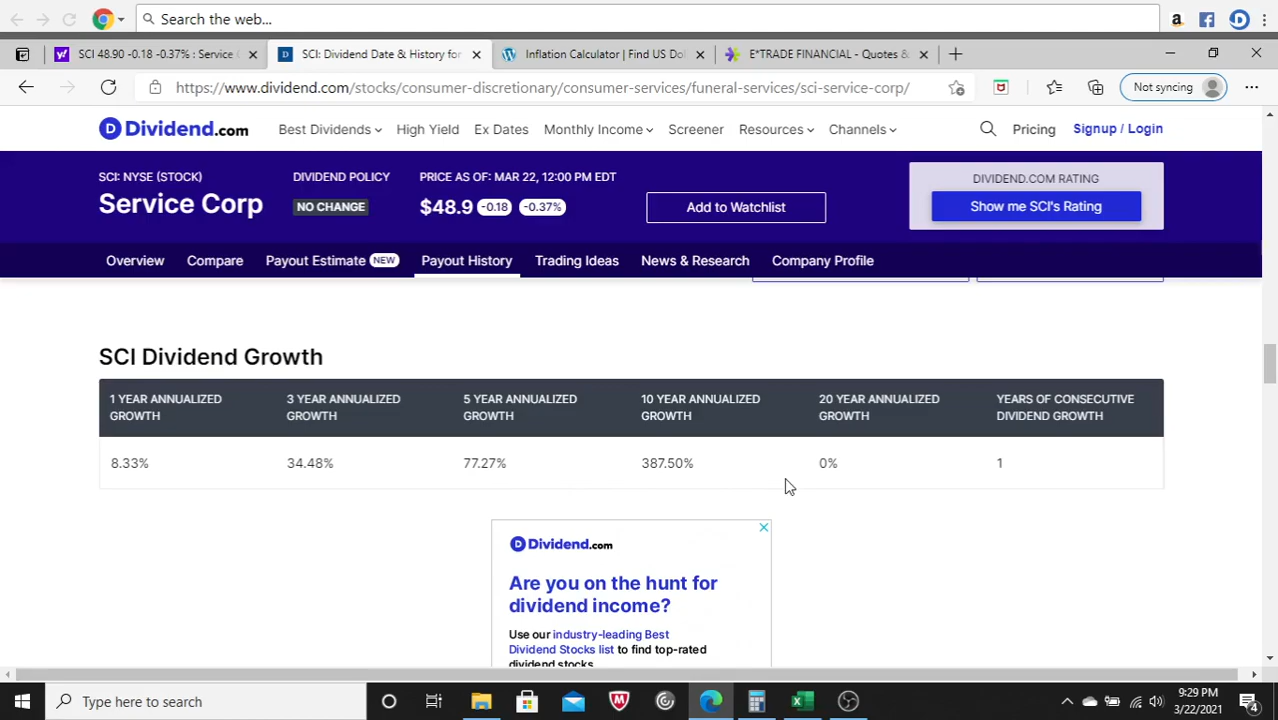 Search the web...
SCI 48.90 -0.18 -0.37% : Service
SCI: Dividend Date & History for
Inflation Calculator | Find US Do
E*TRADE FINANCIAL - Quotes &
https://www.dividend.com/stocks/consumer-discretionary/consumer-services/funeral-services/sci-service-corp/
Not syncing
Dividend.com
Best Dividends
High Yield
Ex Dates
Monthly Income
Screener
Resources
Channels
Pricing
Signup / Login
SCI: NYSE (STOCK)
Service Corp
DIVIDEND POLICY
NO CHANGE
PRICE AS OF: MAR 22, 12:00 PM EDT
$48.9 -0.18 -0.37%
Add to Watchlist
DIVIDEND.COM RATING
Show me SCI's Rating
Overview
Compare
Payout Estimate NEW
Payout History
Trading Ideas
News & Research
Company Profile
SCI Dividend Growth
1 YEAR ANNUALIZED
GROWTH
3 YEAR ANNUALIZED
GROWTH
5 YEAR ANNUALIZED
GROWTH
10 YEAR ANNUALIZED
GROWTH
20 YEAR ANNUALIZED
GROWTH
YEARS OF CONSECUTIVE
DIVIDEND GROWTH
8.33%
34.48%
77.27%
387.50%
0%
1
Dividend.com
Are you on the hunt for
dividend income?
Use our industry-leading Best
Dividend Stocks list to find top-rated
dividend stocks
Type here to search
9:29 PM
3/22/2021
4